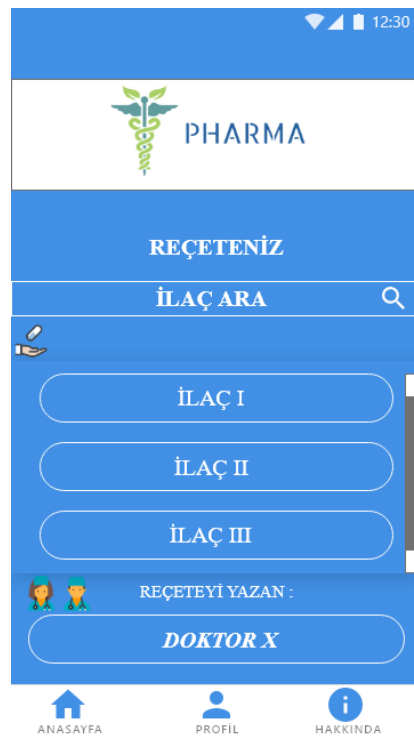 12:30
PHARMA
REÇETENİZ
İLAÇ ARA
İLAÇ I
İLAÇ II
İLAÇ III
REÇETEYİ YAZAN :
DOKTOR X
ANASAYFA PROFİL HAKKINDA